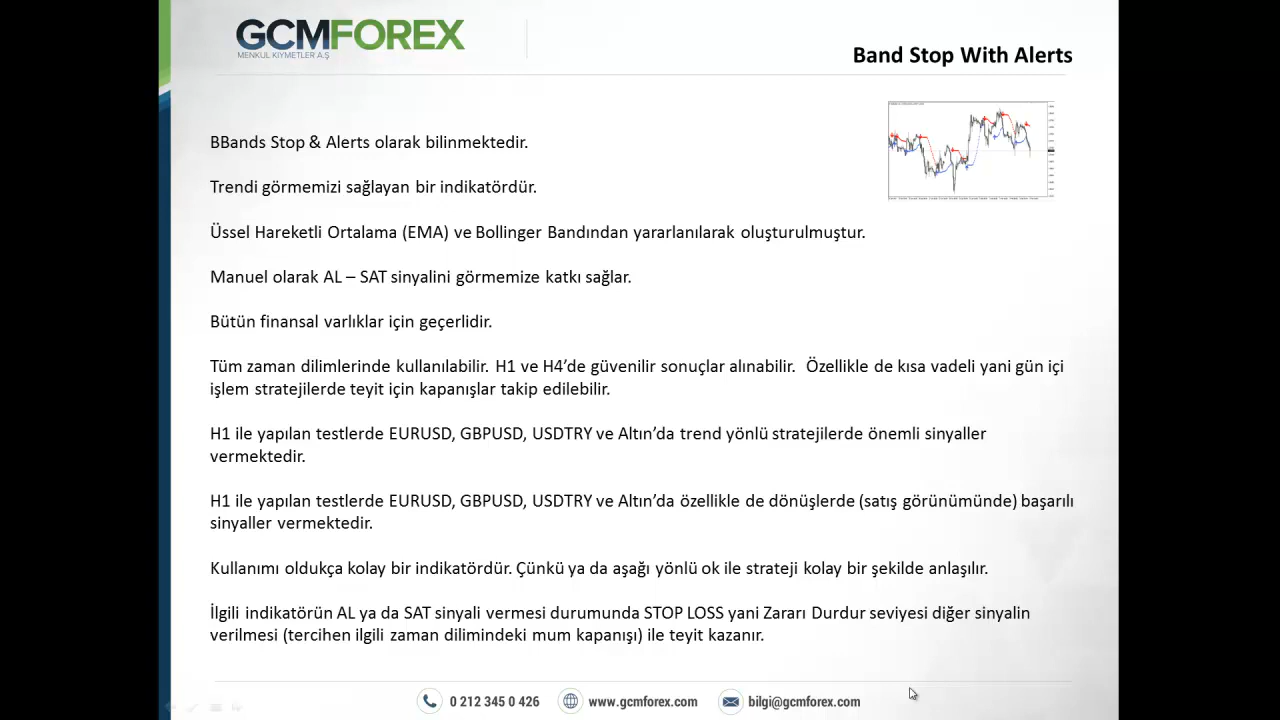 GCMFOREX
MENKUL KIYMETLER A.Ş
Band Stop With Alerts
BBands Stop & Alerts olarak bilinmektedir.
Trendi görmemizi sağlayan bir indikatördür.
Üssel Hareketli Ortalama (EMA) ve Bollinger Bandından yararlanılarak oluşturulmuştur.
Manuel olarak AL – SAT sinyalini görmemize katkı sağlar.
Bütün finansal varlıklar için geçerlidir.
Tüm zaman dilimlerinde kullanılabilir. H1 ve H4’de güvenilir sonuçlar alınabilir. Özellikle de kısa vadeli yani gün içi
işlem stratejilerde teyit için kapanışlar takip edilebilir.
H1 ile yapılan testlerde EURUSD, GBPUSD, USDTRY ve Altın’da trend yönlü stratejilerde önemli sinyaller
vermektedir.
H1 ile yapılan testlerde EURUSD, GBPUSD, USDTRY ve Altın’da özellikle de dönüşlerde (satış görünümünde) başarılı
sinyaller vermektedir.
Kullanımı oldukça kolay bir indikatördür. Çünkü ya da aşağı yönlü ok ile strateji kolay bir şekilde anlaşılır.
İlgili indikatörün AL ya da SAT sinyali vermesi durumunda STOP LOSS yani Zararı Durdur seviyesi diğer sinyalin
verilmesi (tercihen ilgili zaman dilimindeki mum kapanışı) ile teyit kazanır.
0 212 345 0 426 www.gcmforex.com bilgi@gcmforex.com